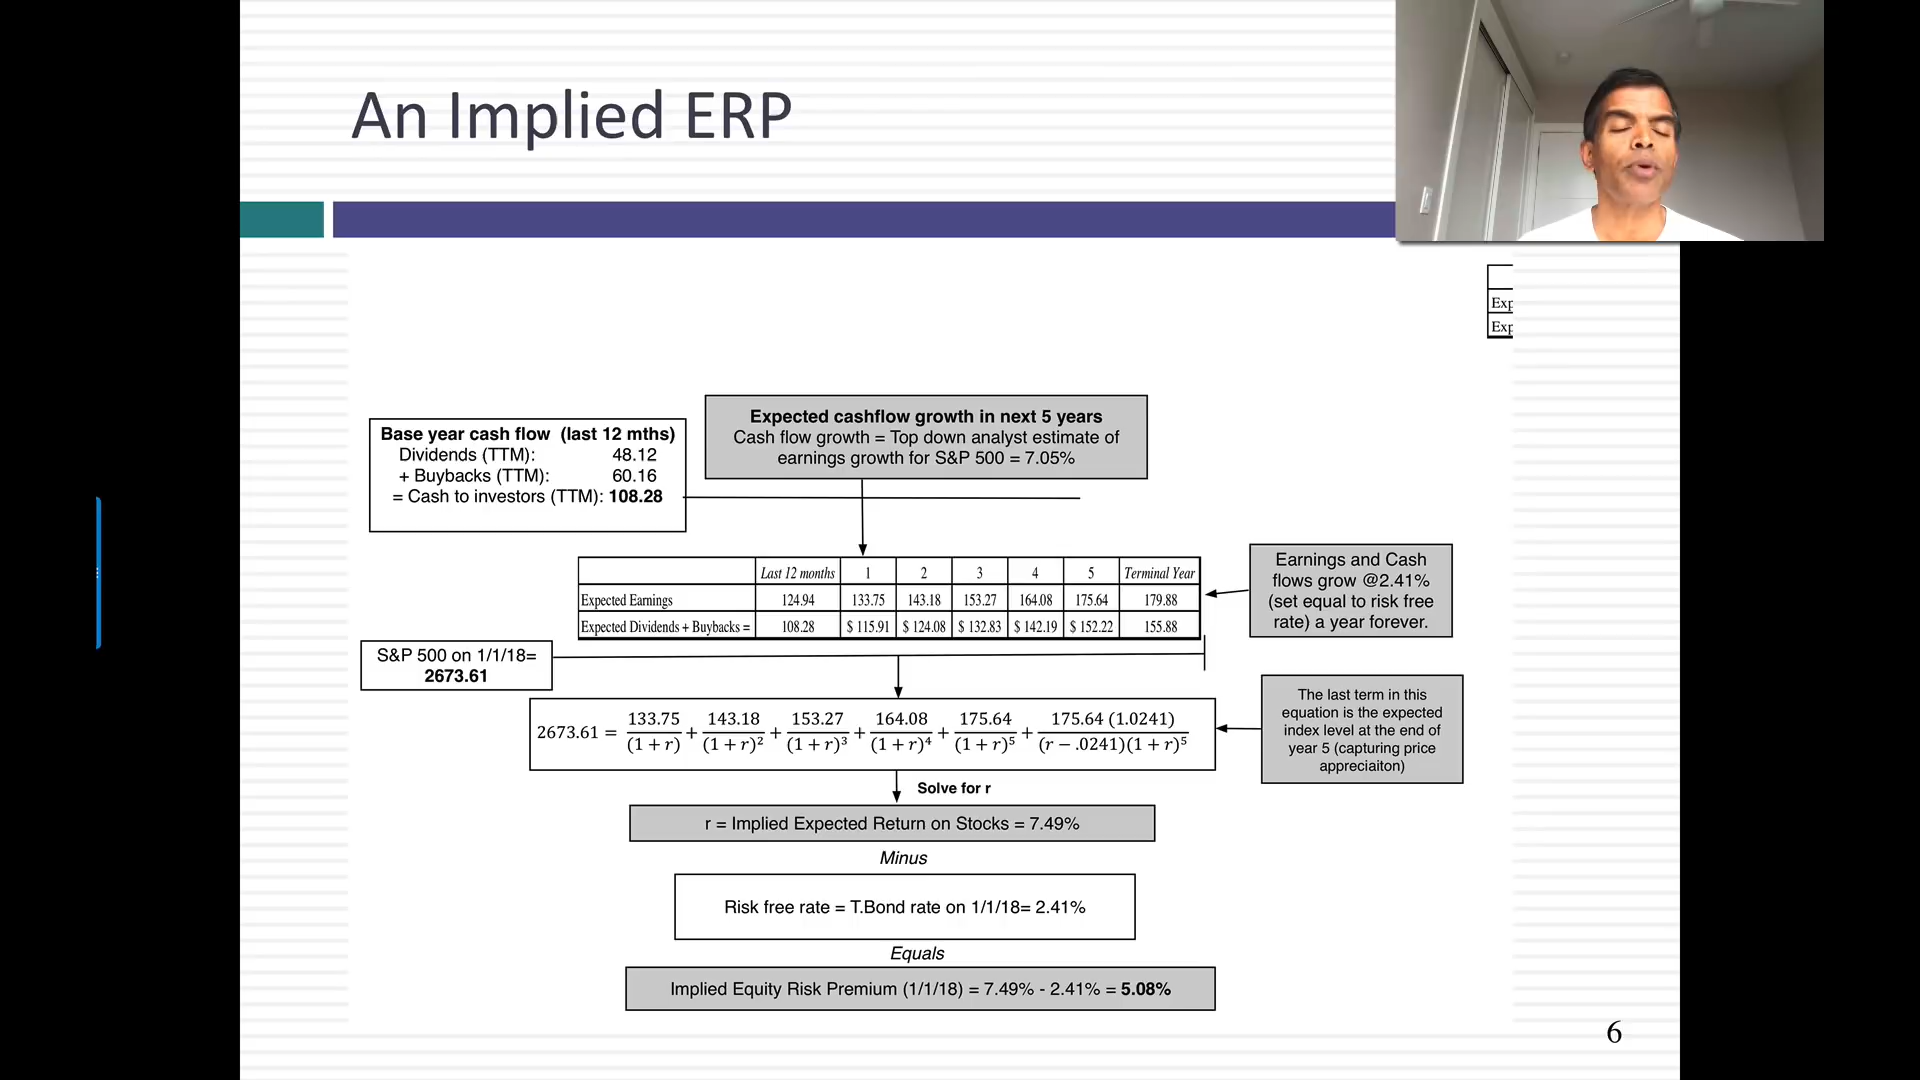 An Implied ERP
Exp
Exp
Base year cash flow (last 12 mths)
Dividends (TTM): 48.12
+ Buybacks (TTM): 60.16
= Cash to investors (TTM): 108.28
Expected cashflow growth in next 5 years
Cash flow growth = Top down analyst estimate of
earnings growth for S&P 500 = 7.05%
Last 12 months 1 2 3 4 5 Terminal Year
Expected Earnings 124.94 133.75 143.18 153.27 164.08 175.64 179.88
Expected Dividends + Buybacks = 108.28 $ 115.91 $ 124.08 $ 132.83 $ 142.19 $ 152.22 155.88
Earnings and Cash
flows grow @2.41%
(set equal to risk free
rate) a year forever.
S&P 500 on 1/1/18=
2673.61
2673.61 = 133.75/(1 + r) + 143.18/(1 + r)² + 153.27/(1 + r)³ + 164.08/(1 + r)⁴ + 175.64/(1 + r)⁵ + 175.64 (1.0241)/(r − .0241)(1 + r)⁵
The last term in this
equation is the expected
index level at the end of
year 5 (capturing price
appreciaiton)
Solve for r
r = Implied Expected Return on Stocks = 7.49%
Minus
Risk free rate = T.Bond rate on 1/1/18= 2.41%
Equals
Implied Equity Risk Premium (1/1/18) = 7.49% - 2.41% = 5.08%
6